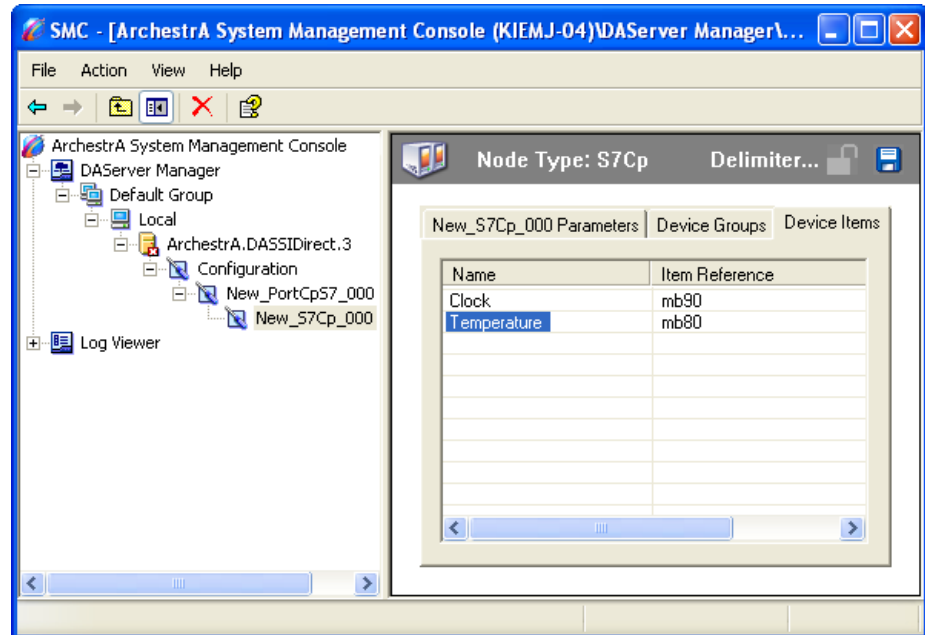 SMC - [ArchestrA System Management Console (KIEMJ-04)\DAServer Manager\...
File Action View Help
ArchestrA System Management Console
DAServer Manager
Default Group
Local
ArchestrA.DASSIDirect.3
Configuration
New_PortCpS7_000
New_S7Cp_000
Log Viewer
Node Type: S7Cp Delimiter...
New_S7Cp_000 Parameters Device Groups Device Items
Name Item Reference
Clock mb90
Temperature mb80